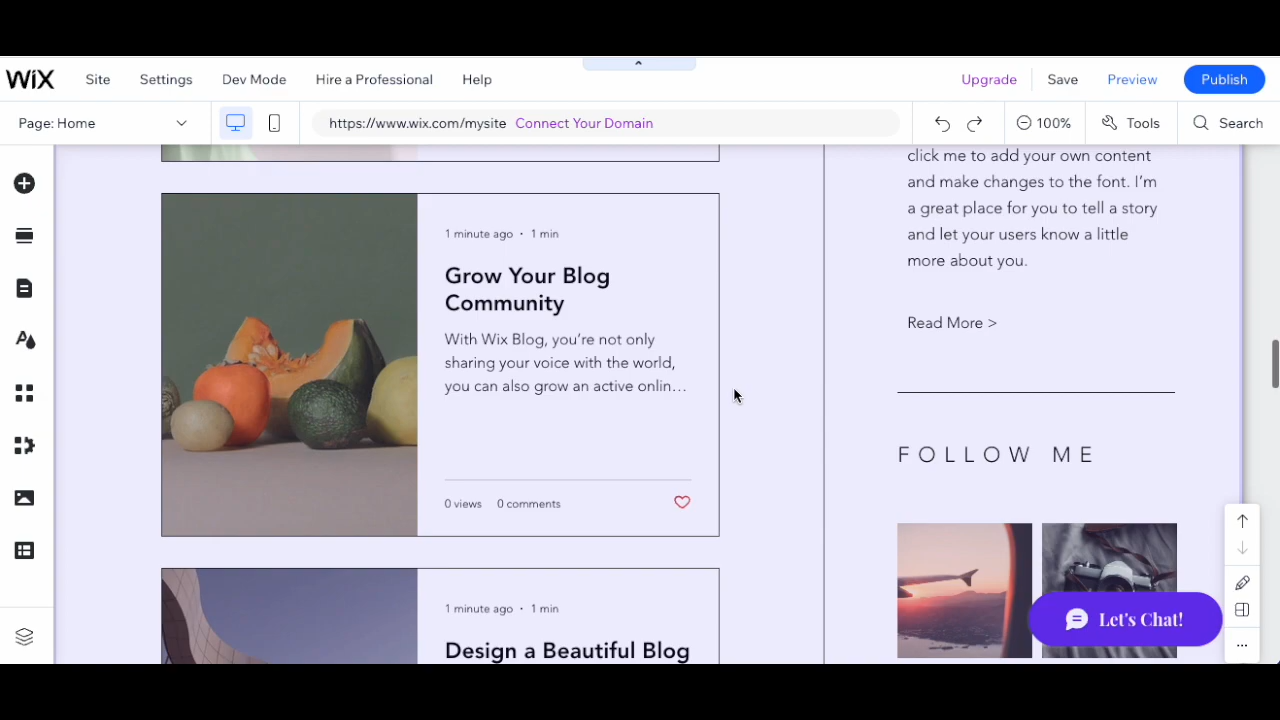 WiX Site Settings Dev Mode Hire a Professional Help Upgrade Save Preview Publish
Page: Home https://www.wix.com/mysite Connect Your Domain 100% Tools Search
1 minute ago · 1 min
Grow Your Blog
Community
With Wix Blog, you’re not only
sharing your voice with the world,
you can also grow an active onlin...
0 views 0 comments
1 minute ago · 1 min
Design a Beautiful Blog
click me to add your own content
and make changes to the font. I’m
a great place for you to tell a story
and let your users know a little
more about you.
Read More >
FOLLOW ME
Let's Chat!